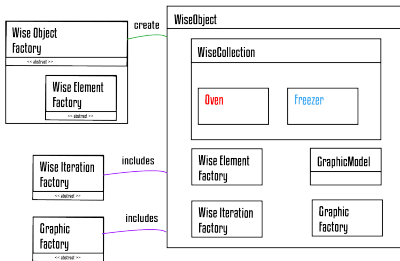 Wise Object
Factory
<< abstract >>
Wise Element
Factory
<< abstract >>
create
WiseObject
WiseCollection
Oven
Freezer
Wise Iteration
Factory
<< abstract >>
includes
Wise Element
Factory
GraphicModel
Graphic
Factory
<< abstract >>
includes
Wise Iteration
Factory
Graphic
Factory